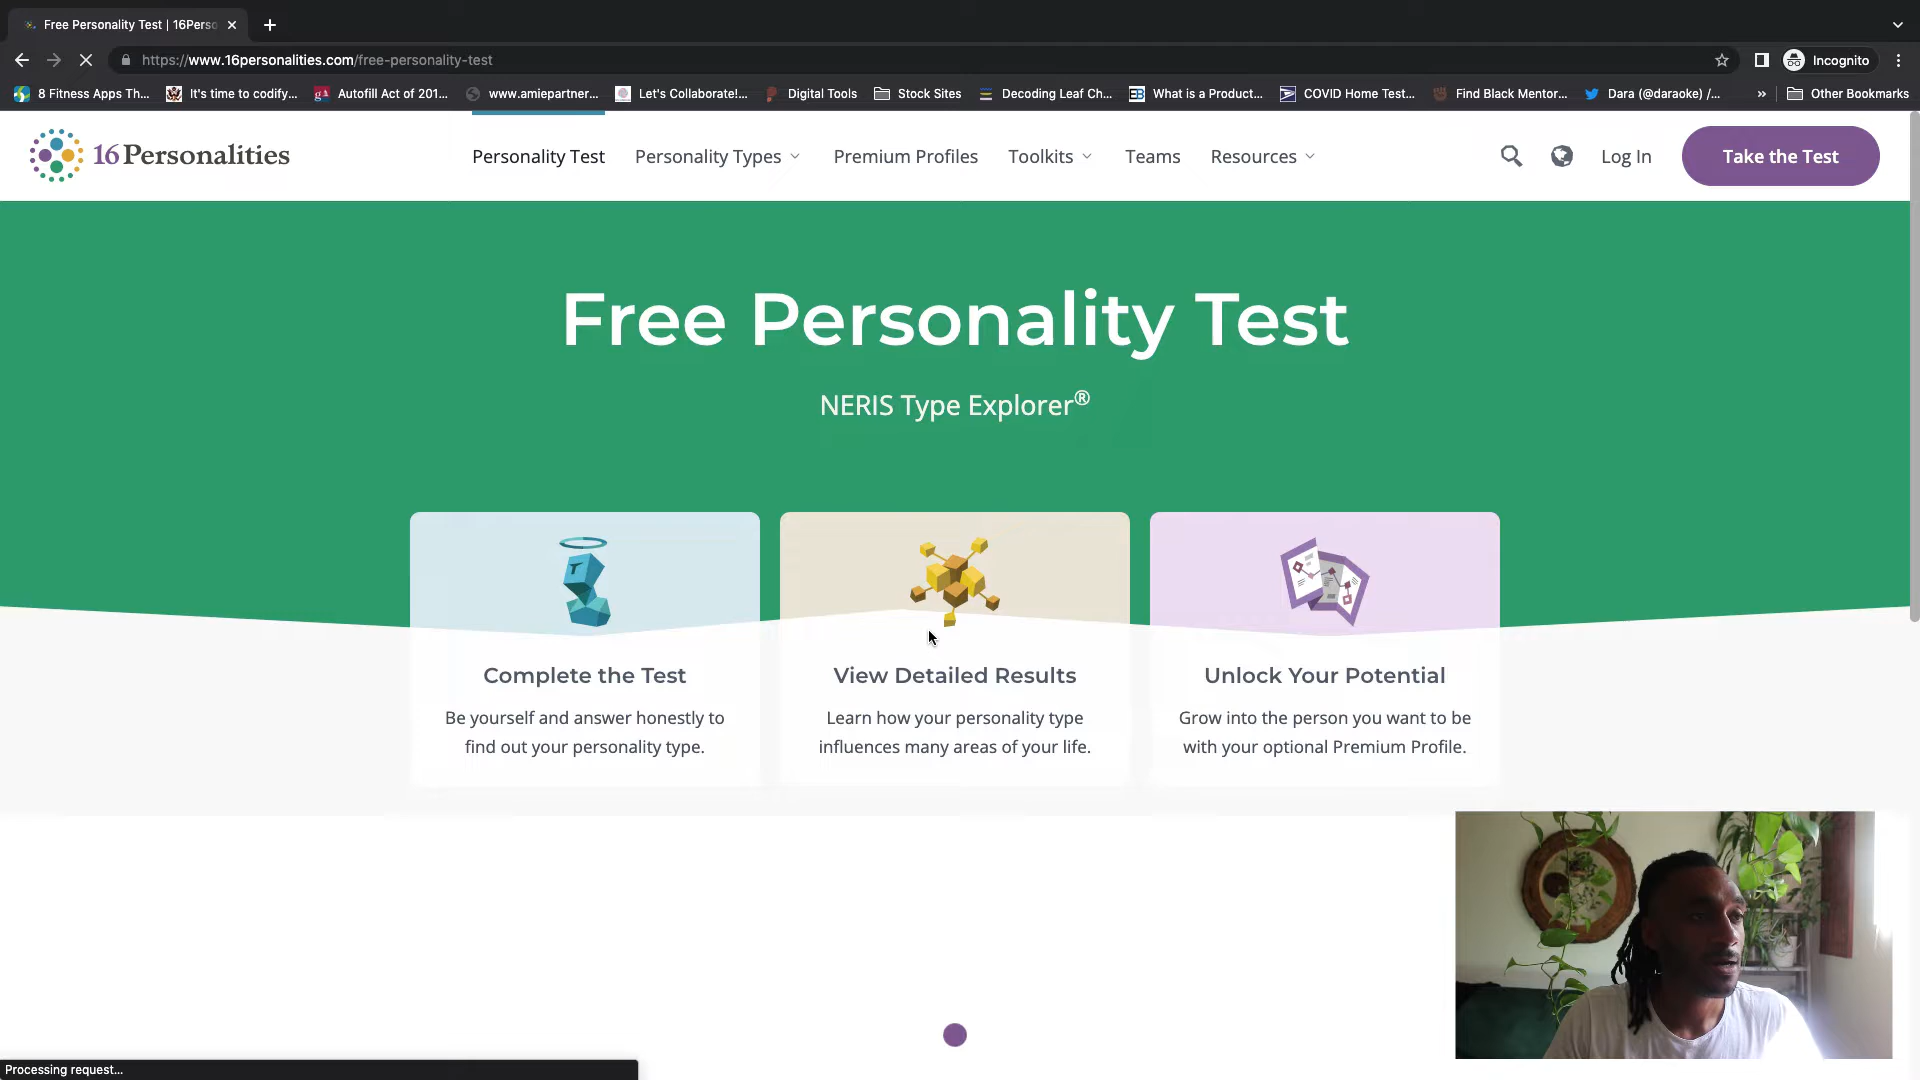 Free Personality Test | 16Perso
https://www.16personalities.com/free-personality-test
Incognito
8 Fitness Apps Th...
It's time to codify...
Autofill Act of 201...
www.amiepartner...
Let's Collaborate!...
Digital Tools
Stock Sites
Decoding Leaf Ch...
What is a Product...
COVID Home Test...
Find Black Mentor...
Dara (@daraoke) /...
»
Other Bookmarks
16Personalities
Personality Test
Personality Types
Premium Profiles
Toolkits
Teams
Resources
Log In
Take the Test
Free Personality Test
NERIS Type Explorer®
T
Complete the Test
Be yourself and answer honestly to
find out your personality type.
View Detailed Results
Learn how your personality type
influences many areas of your life.
Unlock Your Potential
Grow into the person you want to be
with your optional Premium Profile.
Processing request...